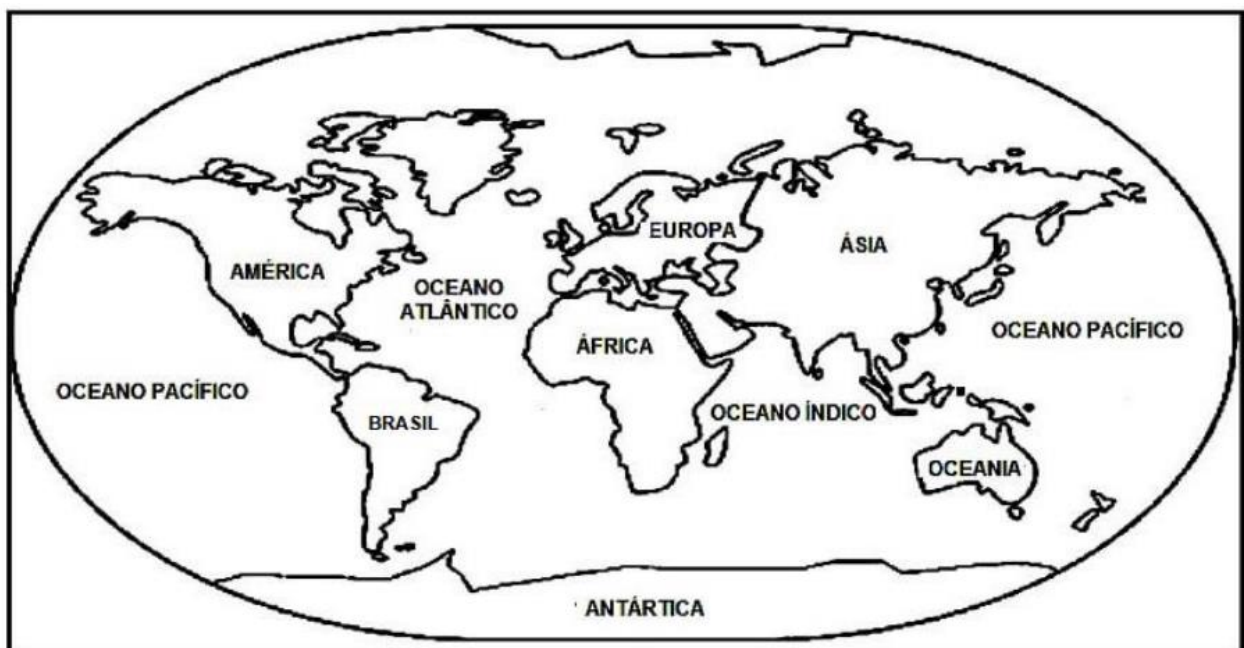 EUROPA
ÁSIA
AMÉRICA
OCEANO
ATLÂNTICO
OCEANO PACÍFICO
ÁFRICA
OCEANO PACÍFICO
OCEANO ÍNDICO
BRASIL
OCEANIA
ANTÁRTICA